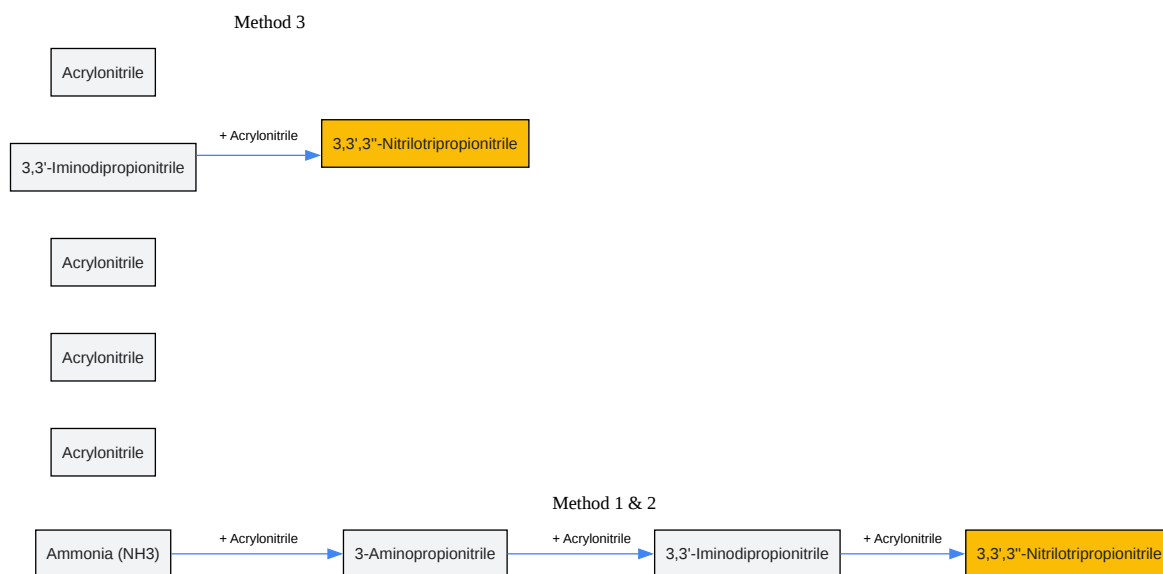 Method 3
Acrylonitrile
+ Acrylonitrile
3,3',3"-Nitrilotripropionitrile
3,3'-Iminodipropionitrile
Acrylonitrile
Acrylonitrile
Acrylonitrile
Method 1 & 2
Ammonia (NH3)
+ Acrylonitrile
3-Aminopropionitrile
+ Acrylonitrile
3,3'-Iminodipropionitrile
+ Acrylonitrile
3,3',3"-Nitrilotripropionitrile